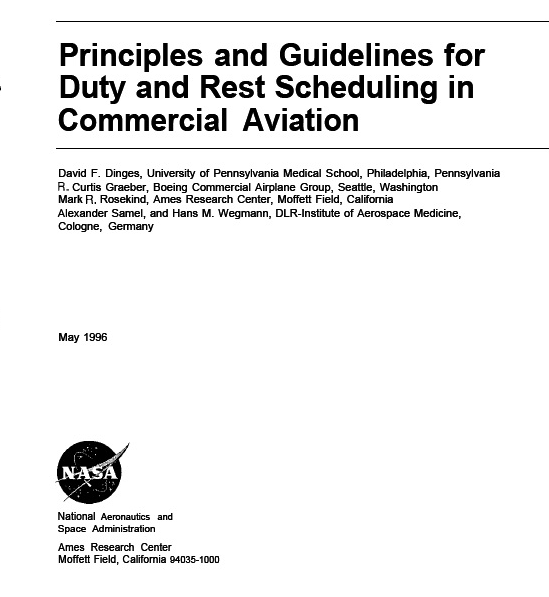 Principles and Guidelines for
Duty and Rest Scheduling in
Commercial Aviation
David F. Dinges, University of Pennsylvania Medical School, Philadelphia, Pennsylvania
R. Curtis Graeber, Boeing Commercial Airplane Group, Seattle, Washington
Mark R. Rosekind, Ames Research Center, Moffett Field, California
Alexander Samel, and Hans M. Wegmann, DLR-Institute of Aerospace Medicine,
Cologne, Germany
May 1996
NASA
National Aeronautics and
Space Administration
Ames Research Center
Moffett Field, California 94035-1000